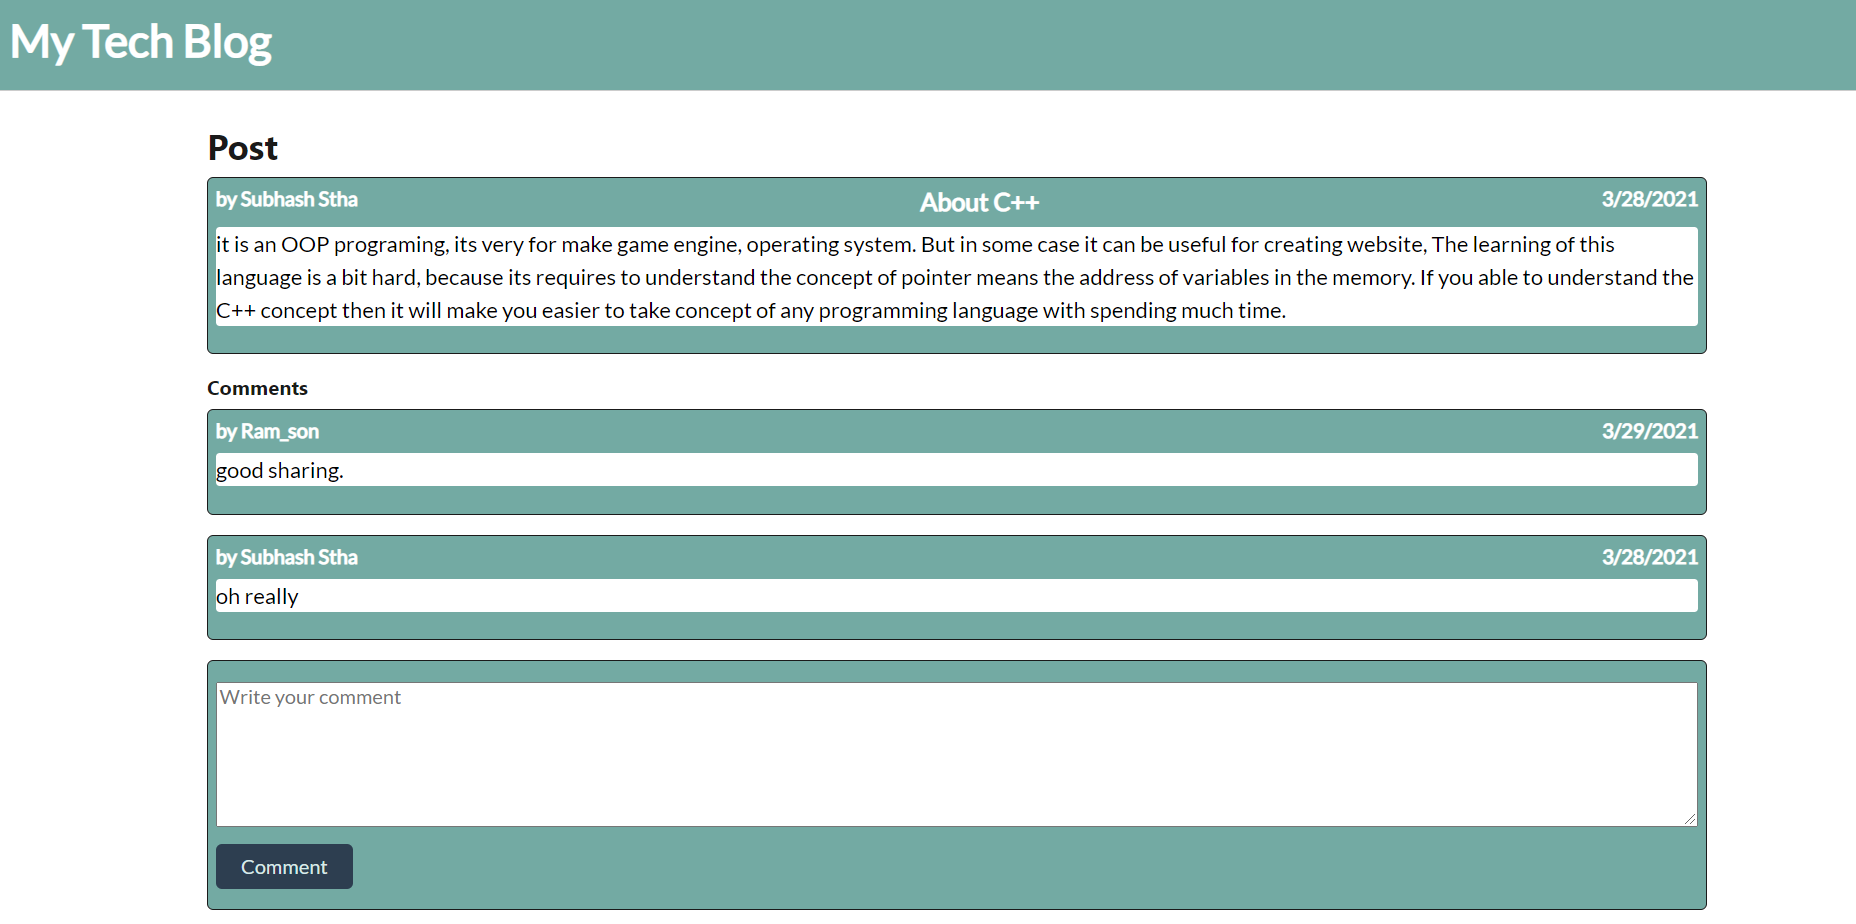 My Tech Blog
Post
by Subhash Stha About C++ 3/28/2021
it is an OOP programing, its very for make game engine, operating system. But in some case it can be useful for creating website, The learning of this
language is a bit hard, because its requires to understand the concept of pointer means the address of variables in the memory. If you able to understand the
C++ concept then it will make you easier to take concept of any programming language with spending much time.
Comments
by Ram_son 3/29/2021
good sharing.
by Subhash Stha 3/28/2021
oh really
Write your comment
Comment